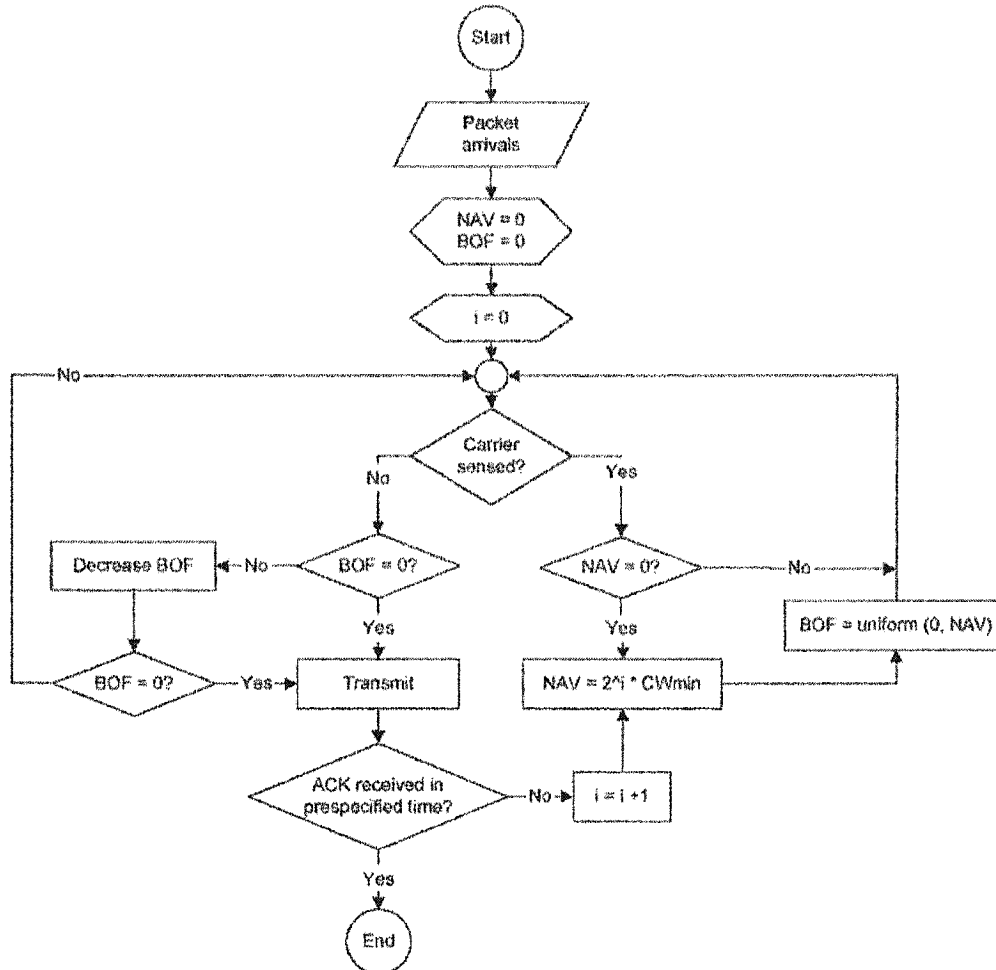 Start
Packet
arrivals
NAV = 0
BOF = 0
i = 0
No
Carrier
sensed?
No
Yes
Decrease BOF
No
BOF = 0?
NAV = 0?
No
Yes
Yes
BOF = uniform (0, NAV)
BOF = 0?
Yes
Transmit
NAV = 2^i * CWmin
ACK received in
prespecified time?
No
i = i +1
Yes
End